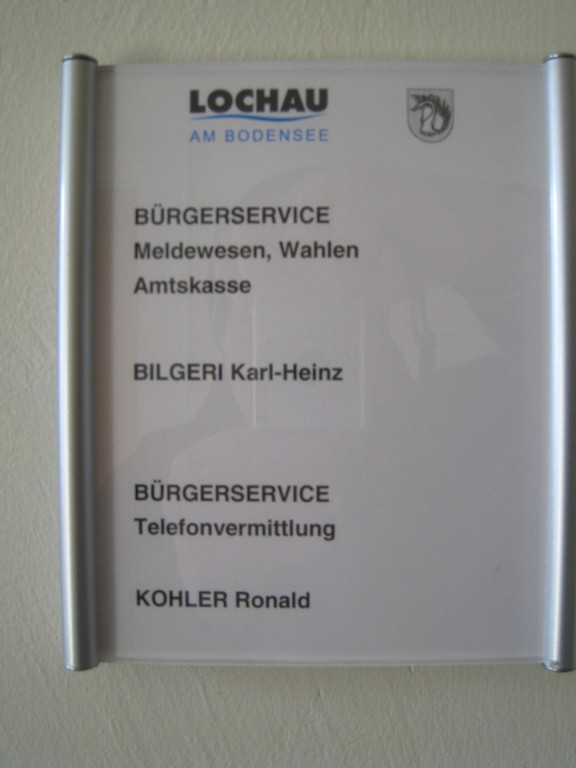 LOCHAU
AM BODENSEE
BÜRGERSERVICE
Meldewesen, Wahlen
Amtskasse
BILGERI Karl-Heinz
BÜRGERSERVICE
Telefonvermittlung
KOHLER Ronald